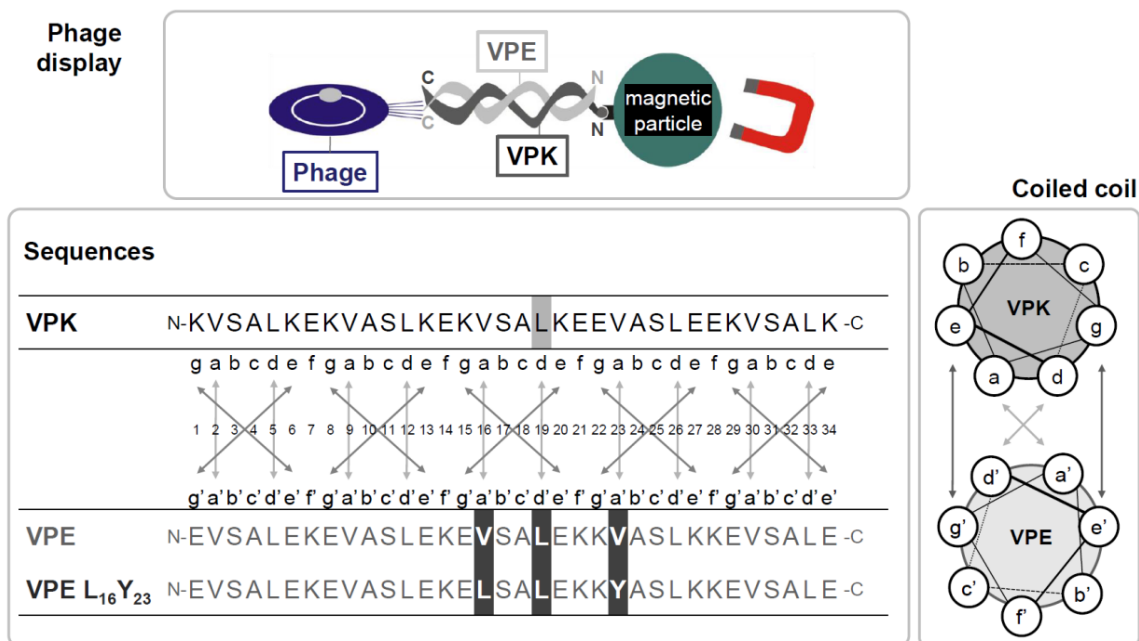 Phage
display
VPE
C
C
N
N
magnetic
particle
VPK
Phage
Sequences
VPK N-KVSALKEKVASLKEKVSALKEEVASLEEKVSALK-C
g a b c d e f g a b c d e f g a b c d e f g a b c d e f g a b c d e
1 2 3 4 5 6 7 8 9 10 11 12 13 14 15 16 17 18 19 20 21 22 23 24 25 26 27 28 29 30 31 32 33 34
g' a' b' c' d' e' f' g' a' b' c' d' e' f' g' a' b' c' d' e' f' g' a' b' c' d' e' f' g' a' b' c' d' e'
VPE N-EVSALEKEVASLEKEVSALEKKVASLKKEVSALE-C
VPE L₁₆Y₂₃ N-EVSALEKEVASLEKELSALEKKYASLKKEVSALE-C
Coiled coil
f
b
c
VPK
e
g
a
d
d'
a'
g'
VPE
e'
c'
b'
f'